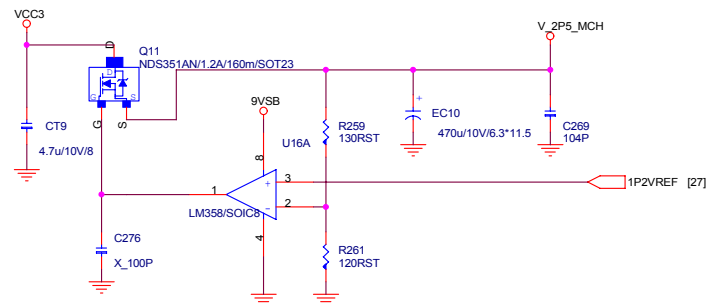 VCC3
V_2P5_MCH
Q11
NDS351AN/1.2A/160m/SOT23
D
D
G
S
G
S
9VSB
CT9
4.7u/10V/8
R259
130RST
EC10
470u/10V/6.3*11.5
C269
104P
U16A
8
1
3
2
4
+
-
+
1P2VREF [27]
LM358/SOIC8
C276
X_100P
R261
120RST